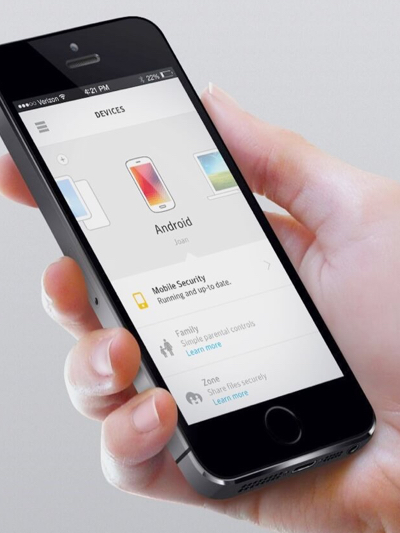 Verizon 4:21 PM 22%
DEVICES
Android
Joan
Mobile Security
Running and up-to date.
Family
Simple parental controls
Learn more
Zone
Share files securely
Learn more